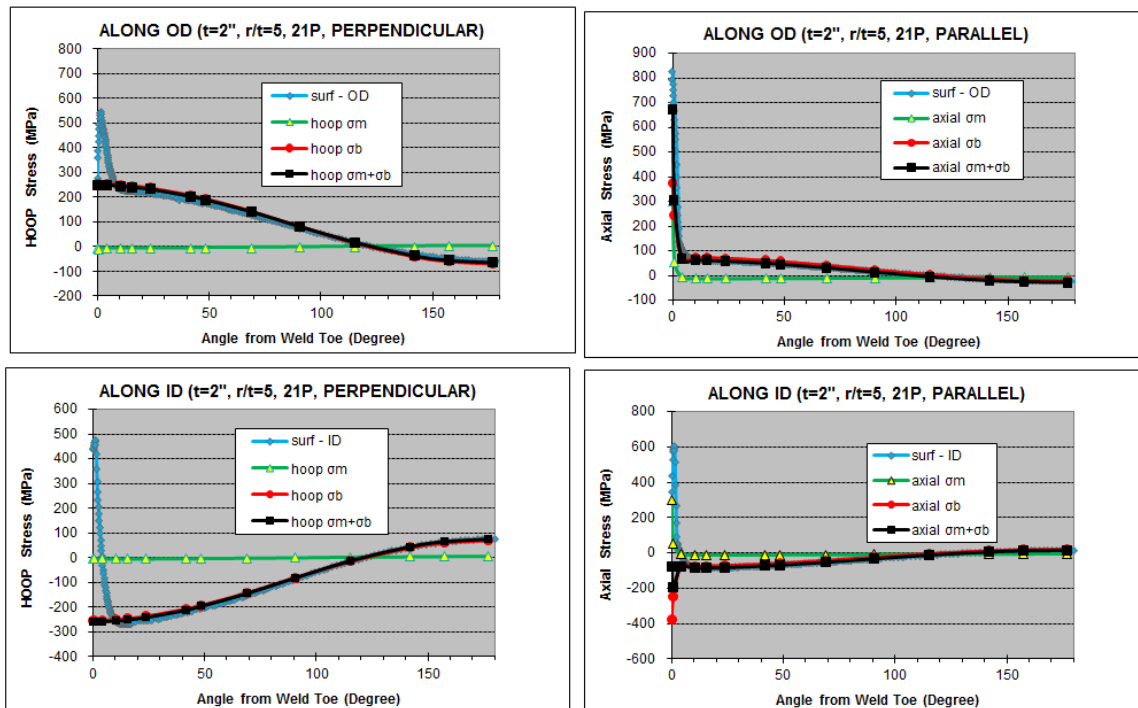 ALONG OD (t=2", r/t=5, 21P, PERPENDICULAR)
800
700
600
500
400
300
200
100
0
-100
-200
HOOP Stress (MPa)
surf - OD
hoop σm
hoop σb
hoop σm+σb
0
50
100
150
Angle from Weld Toe (Degree)
ALONG OD (t=2", r/t=5, 21P, PARALLEL)
900
800
700
600
500
400
300
200
100
0
-100
Axial Stress (MPa)
surf - OD
axial σm
axial σb
axial σm+σb
0
50
100
150
Angle from Weld Toe (Degree)
ALONG ID (t=2", r/t=5, 21P, PERPENDICULAR)
600
500
400
300
200
100
0
-100
-200
-300
-400
HOOP Stress (MPa)
surf - ID
hoop σm
hoop σb
hoop σm+σb
0
50
100
150
Angle from Weld Toe (Degree)
ALONG ID (t=2", r/t=5, 21P, PARALLEL)
800
600
400
200
0
-200
-400
-600
Axial Stress (MPa)
surf - ID
axial σm
axial σb
axial σm+σb
0
50
100
150
Angle from Weld Toe (Degree)